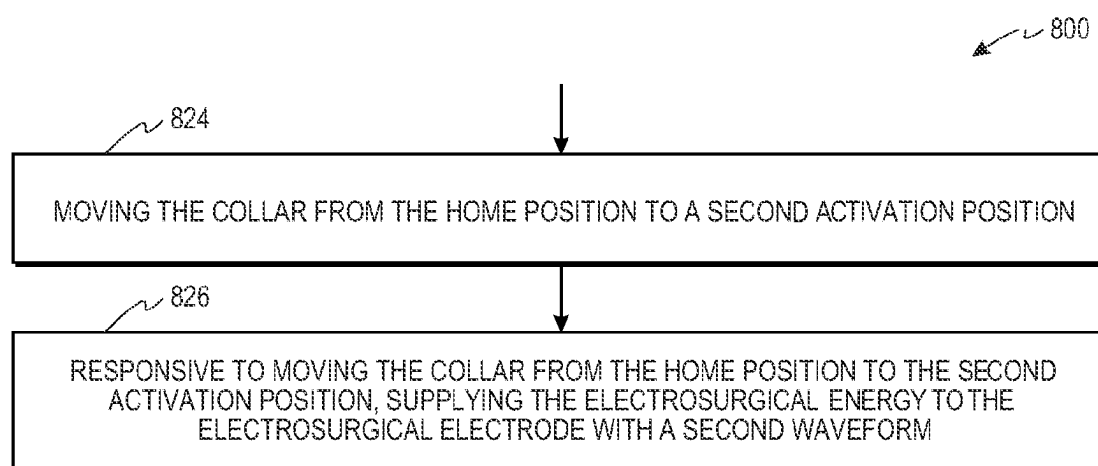 800
824
MOVING THE COLLAR FROM THE HOME POSITION TO A SECOND ACTIVATION POSITION
826
RESPONSIVE TO MOVING THE COLLAR FROM THE HOME POSITION TO THE SECOND
ACTIVATION POSITION, SUPPLYING THE ELECTROSURGICAL ENERGY TO THE
ELECTROSURGICAL ELECTRODE WITH A SECOND WAVEFORM